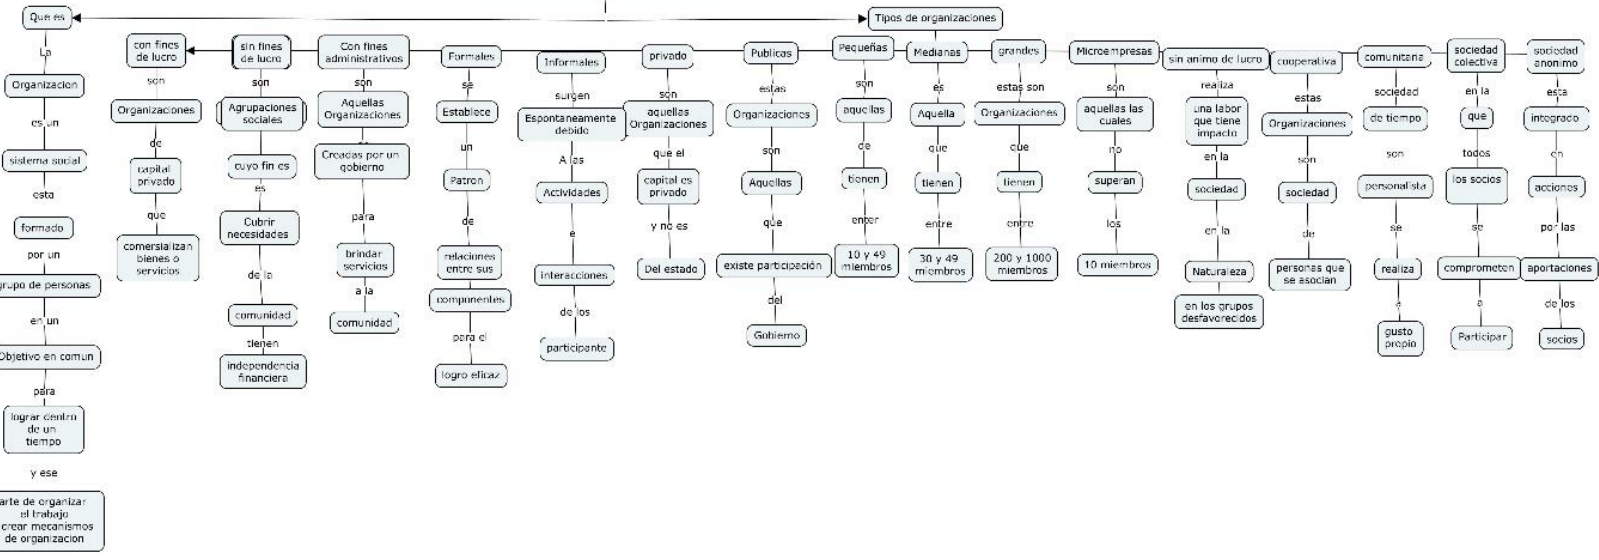 Que es
La
Organizacion
es un
sistema social
esta
formado
por un
grupo de personas
en un
Objetivo en comun
para
lograr dentro
de un
tiempo
y ese
arte de organizar
el trabajo
crear mecanismos
de organizacion
Tipos de organizaciones
con fines
de lucro
son
Organizaciones
de
capital
privado
que
comersializan
bienes o
servicios
sin fines
de lucro
son
Agrupaciones
sociales
cuyo fin es
es
Cubrir
necesidades
de la
comunidad
tienen
independencia
financiera
Con fines
administrativos
son
Aquellas
Organizaciones
Creadas por un
gobierno
para
brindar
servicios
a la
comunidad
Formales
se
Establece
un
Patron
de
relaciones
entre sus
componentes
para el
logro eficaz
Informales
surgen
Espontaneamente
debido
A las
Actividades
e
interacciones
de los
participante
privado
son
aquellas
Organizaciones
que el
capital es
privado
y no es
Del estado
Publicas
estas
Organizaciones
son
Aquellas
que
existe participación
del
Gobierno
Pequeñas
son
aquellas
de
tienen
enter
10 y 49
miembros
Medianas
es
Aquella
que
tienen
entre
30 y 49
miembros
grandes
estas son
Organizaciones
que
tienen
entre
200 y 1000
miembros
Microempresas
son
aquellas las
cuales
no
superan
los
10 miembros
sin animo de lucro
realiza
una labor
que tiene
impacto
en la
sociedad
en la
Naturaleza
en los grupos
desfavorecidos
cooperativa
estas
Organizaciones
son
sociedad
de
personas que
se asocian
comunitaria
sociedad
de tiempo
son
personalista
se
realiza
a
gusto
propio
sociedad
colectiva
en la
que
todos
los socios
se
comprometen
a
Participar
sociedad
anonimo
esta
integrado
en
acciones
por las
aportaciones
de los
socios